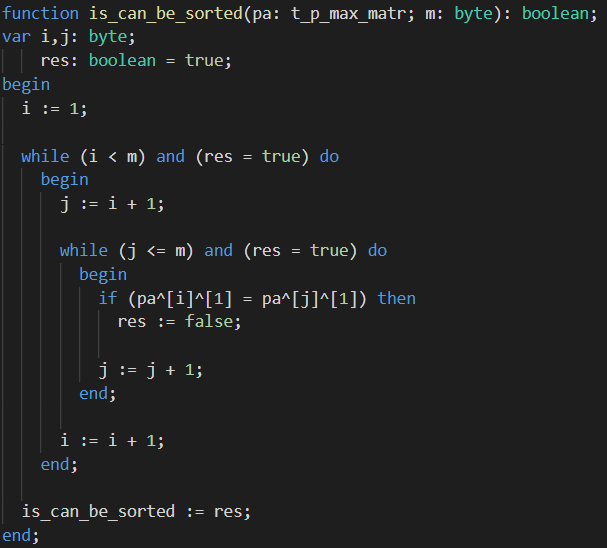 function is_can_be_sorted(pa: t_p_max_matr; m: byte): boolean;
var i,j: byte;
    res: boolean = true;
begin
  i := 1;

  while (i < m) and (res = true) do
    begin
      j := i + 1;

      while (j <= m) and (res = true) do
        begin
          if (pa^[i]^[1] = pa^[j]^[1]) then
            res := false;

          j := j + 1;
        end;

      i := i + 1;
    end;

  is_can_be_sorted := res;
end;